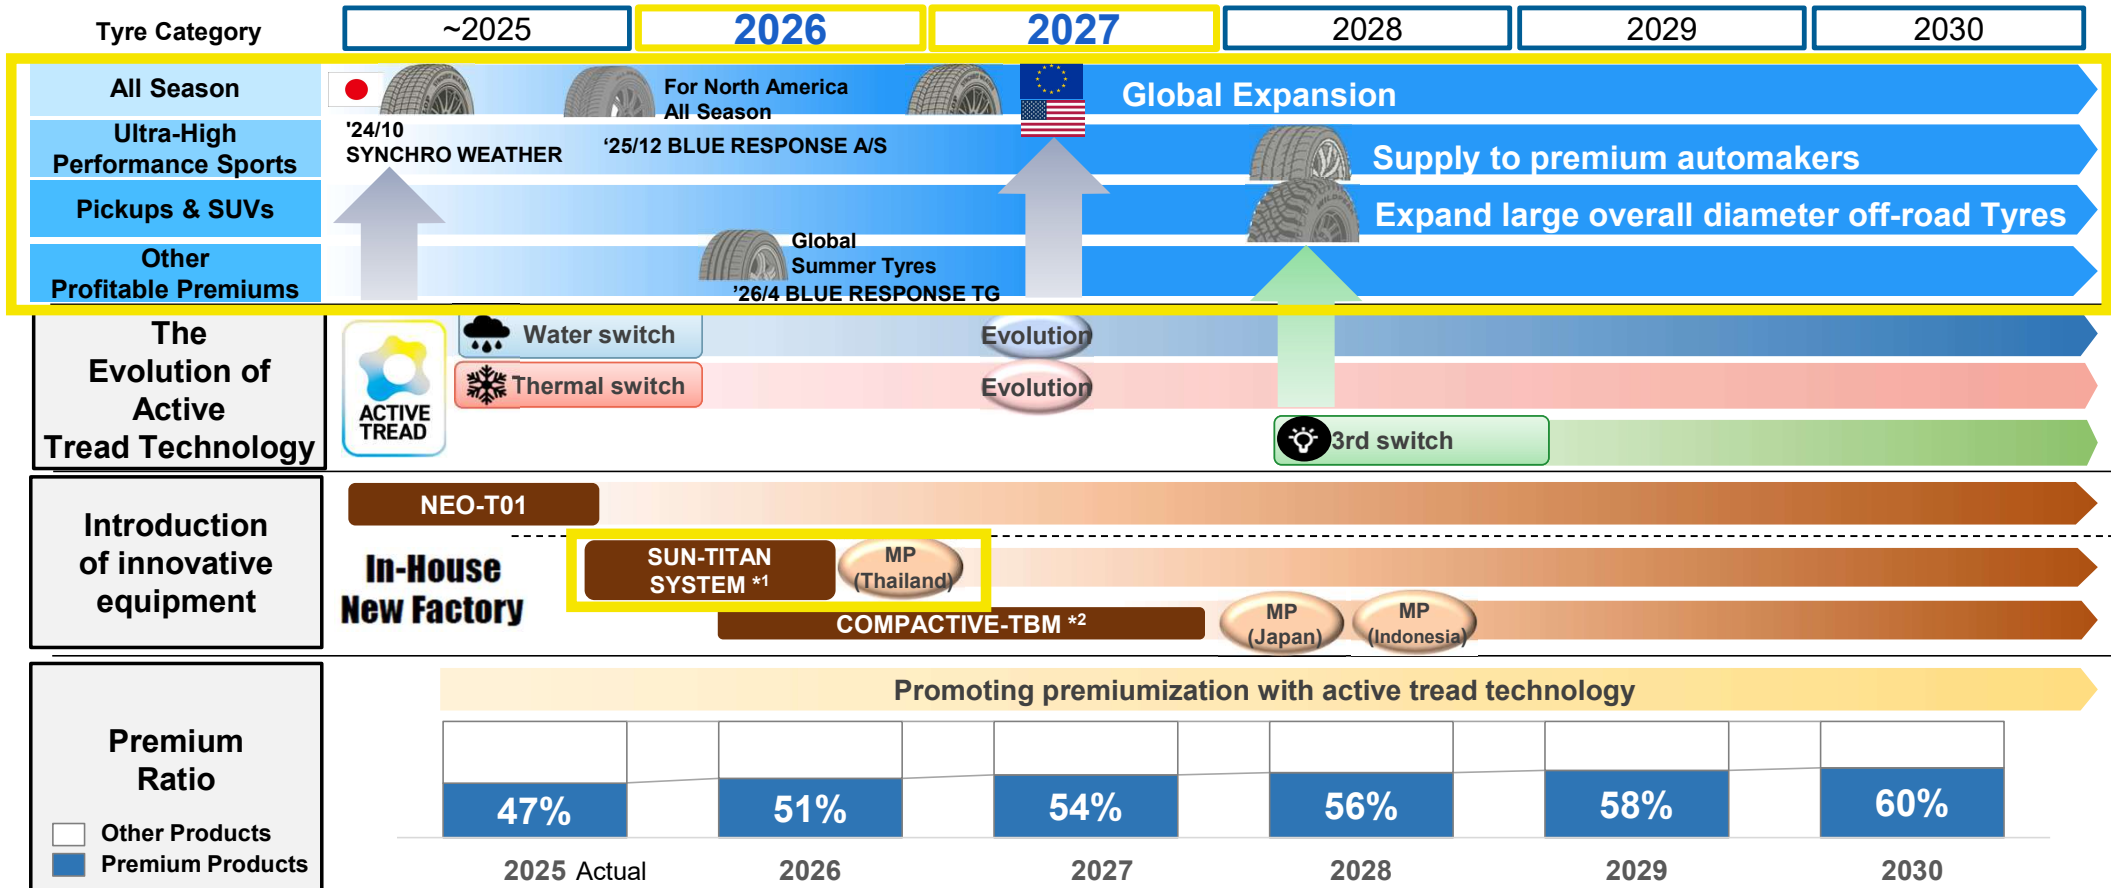 Tyre Category
~2025
2026
2027
2028
2029
2030
All Season
For North America
All Season
Global Expansion
Ultra-High
Performance Sports
'24/10
SYNCHRO WEATHER
‘25/12 BLUE RESPONSE A/S
Supply to premium automakers
Pickups & SUVs
Expand large overall diameter off-road Tyres
Other
Profitable Premiums
Global
Summer Tyres
’26/4 BLUE RESPONSE TG
The
Evolution of
Active
Tread Technology
ACTIVE
TREAD
Water switch
Evolution
Thermal switch
Evolution
3rd switch
Introduction
of innovative
equipment
NEO-T01
In-House
New Factory
SUN-TITAN
SYSTEM *1
MP
(Thailand)
COMPACTIVE-TBM *2
MP
(Japan)
MP
(Indonesia)
Premium
Ratio
Other Products
Premium Products
Promoting premiumization with active tread technology
47%
51%
54%
56%
58%
60%
2025 Actual
2026
2027
2028
2029
2030